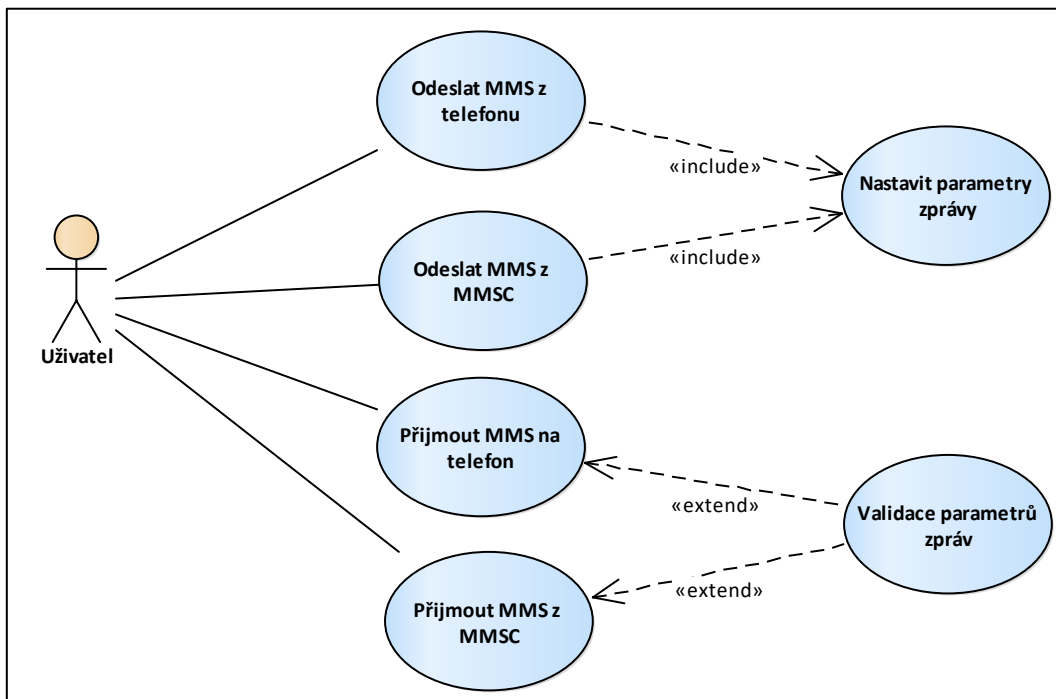 Odeslat MMS z
telefonu
«include»
Nastavit parametry
zprávy
Odeslat MMS z
MMSC
«include»
Uživatel
Přijmout MMS na
telefon
«extend»
Validace parametrů
zpráv
«extend»
Přijmout MMS z
MMSC